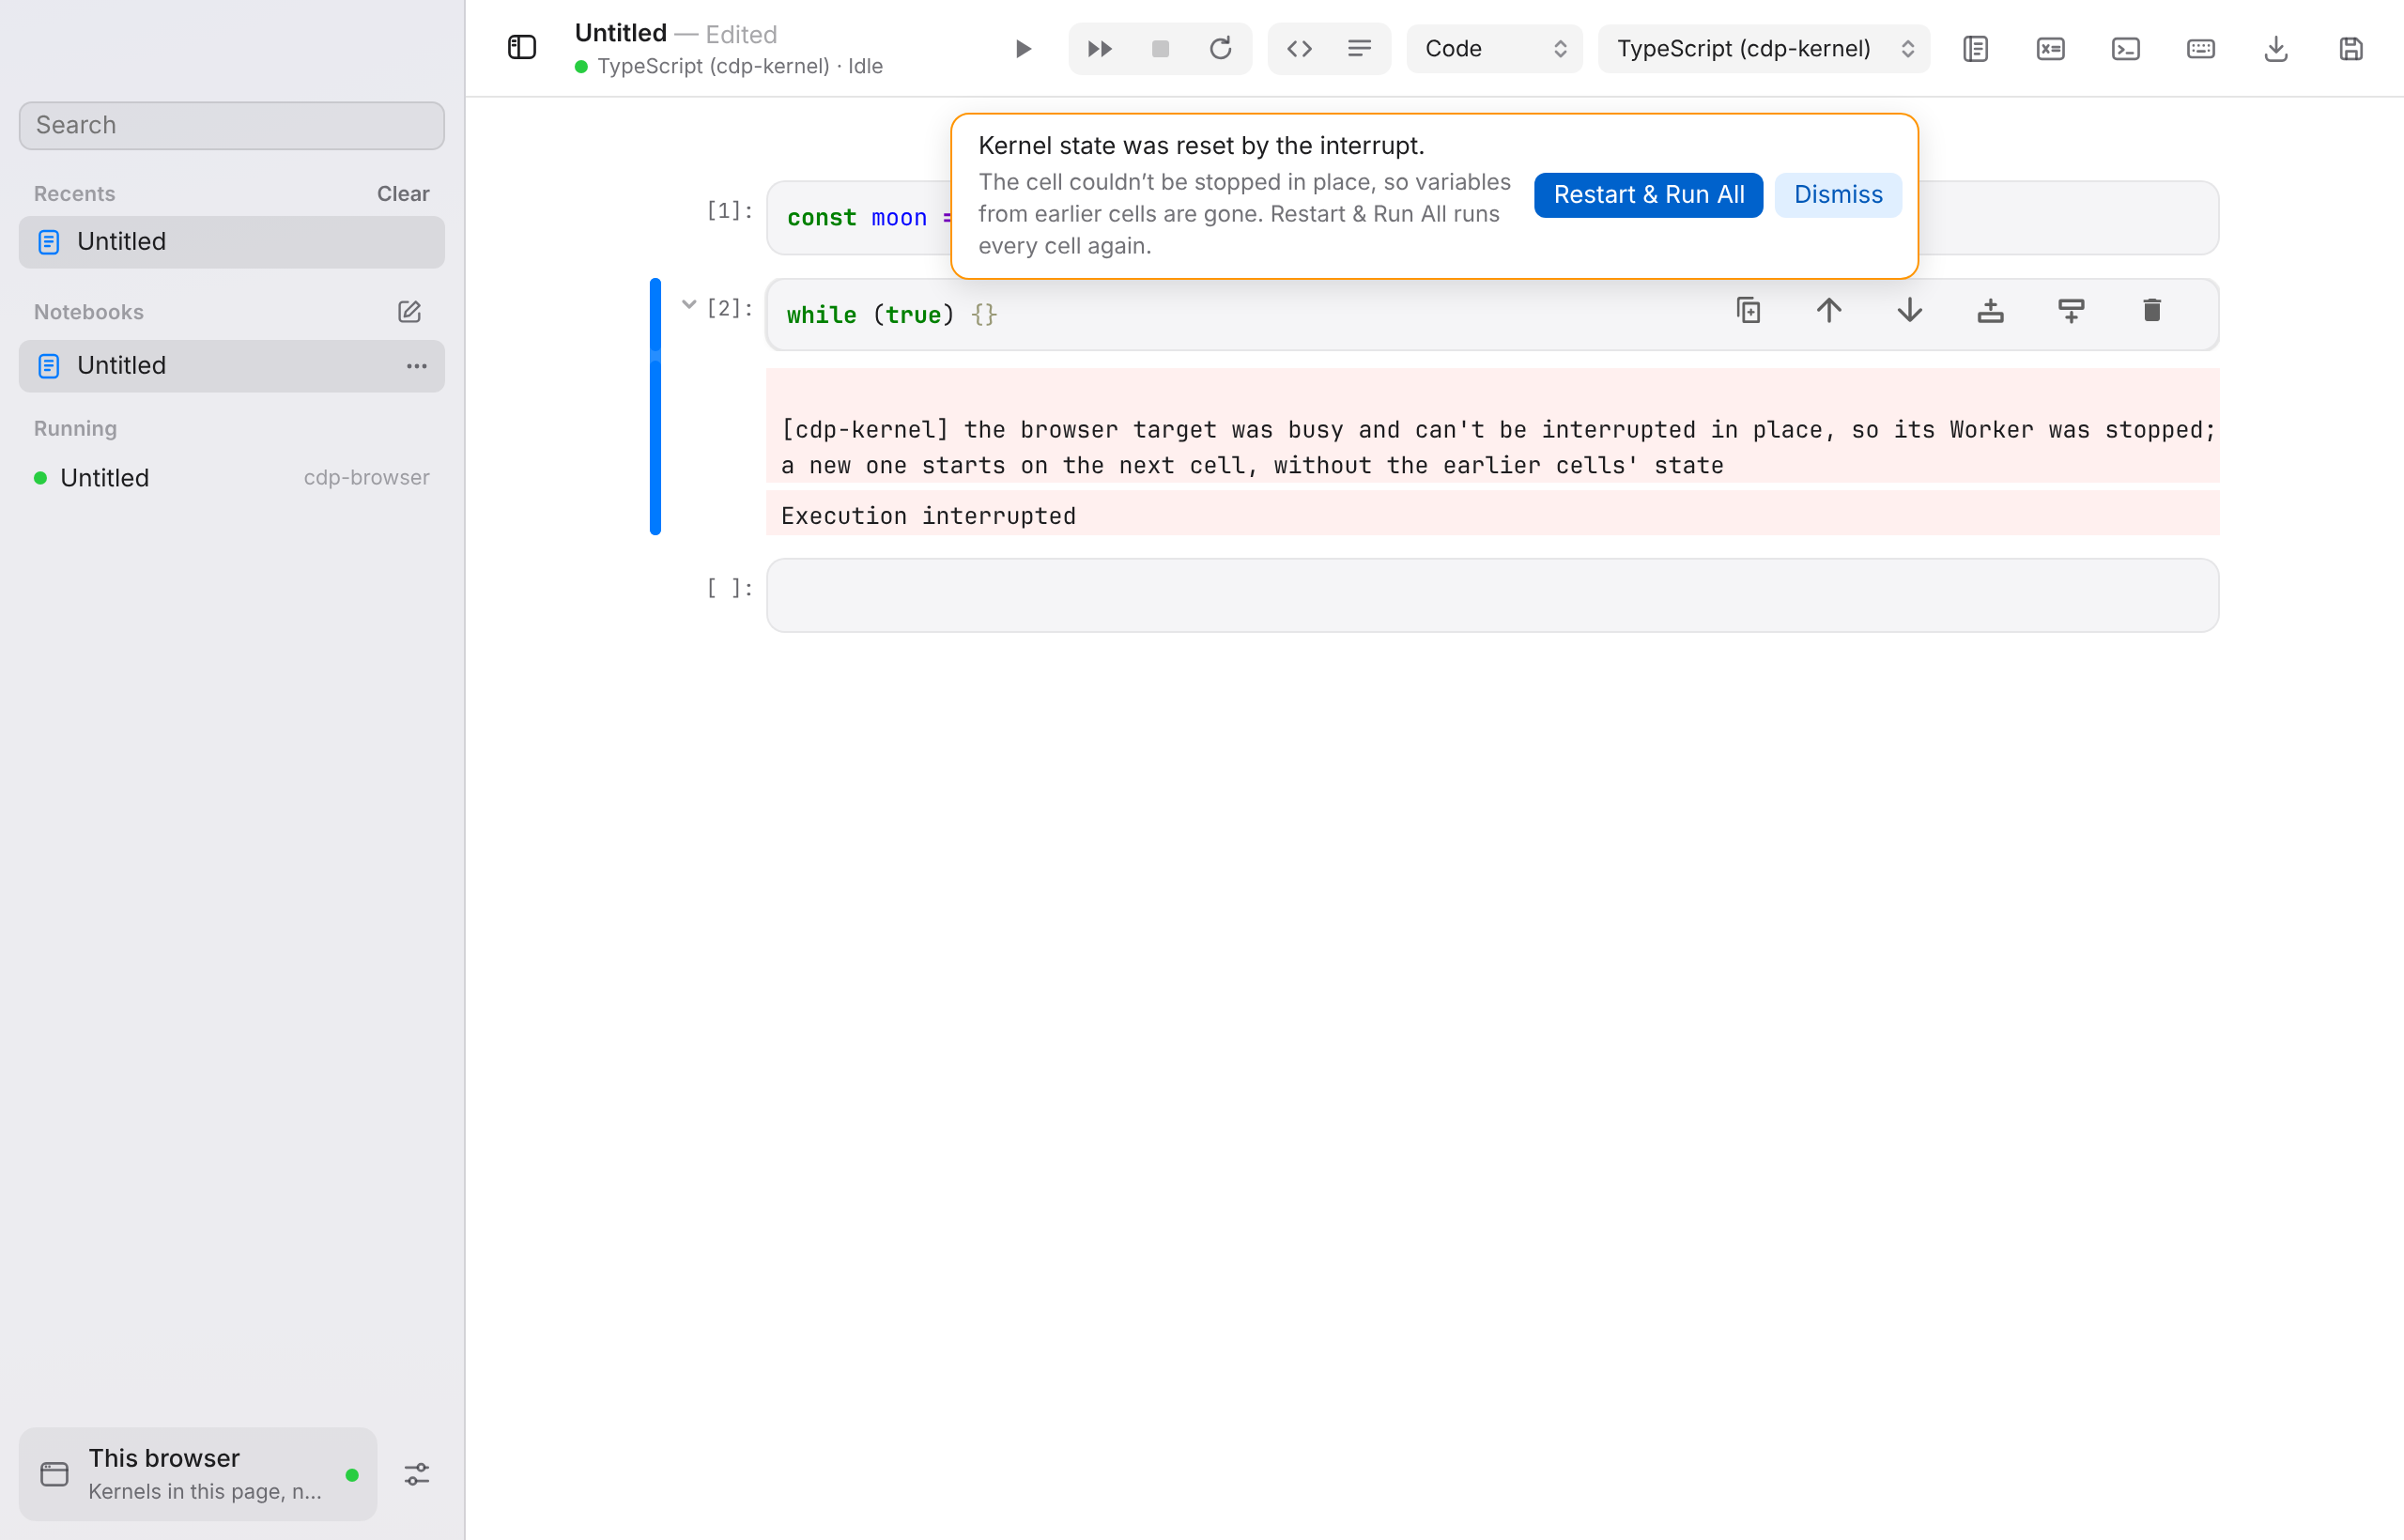 Untitled — Edited
TypeScript (cdp-kernel) · Idle
Code
TypeScript (cdp-kernel)
Search
Recents
Clear
Untitled
Notebooks
Untitled
Running
Untitled
cdp-browser
This browser
Kernels in this page, n...
Kernel state was reset by the interrupt.
The cell couldn’t be stopped in place, so variables
from earlier cells are gone. Restart & Run All runs
every cell again.
Restart & Run All
Dismiss
[1]:
const moon =
[2]:
while (true) {}
[cdp-kernel] the browser target was busy and can't be interrupted in place, so its Worker was stopped;
a new one starts on the next cell, without the earlier cells' state
Execution interrupted
[ ]: